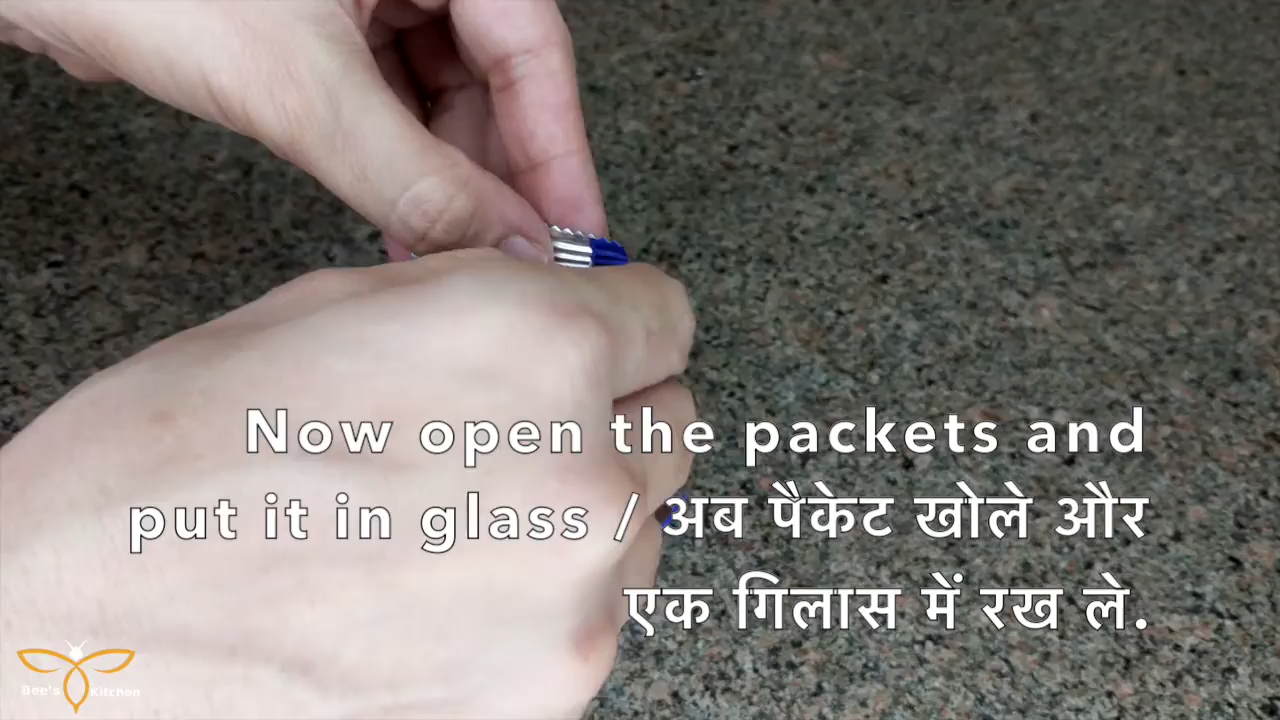 Now open the packets and
put it in glass / अब पैकेट खोले और
एक गिलास में रख ले.
Bee's Kitchen